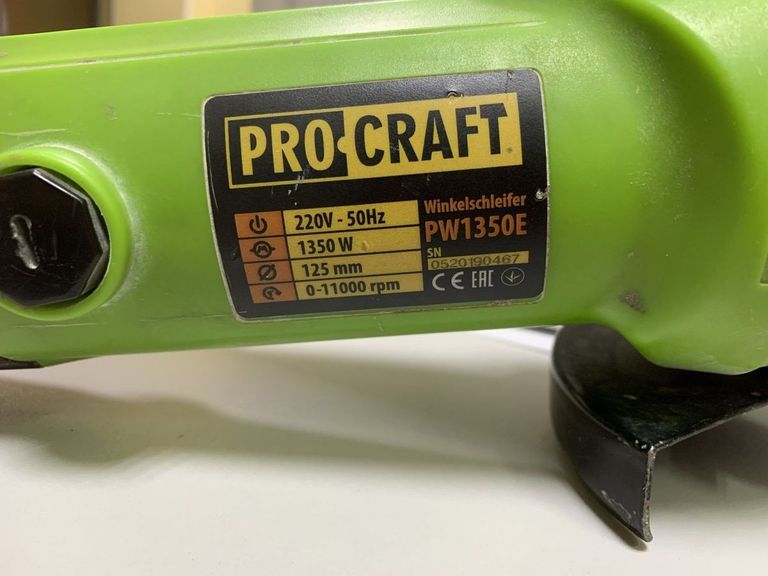 PRO·CRAFT
220V - 50Hz
1350 W
125 mm
0-11000 rpm
Winkelschleifer
PW1350E
SN
0520190467
CE EAC